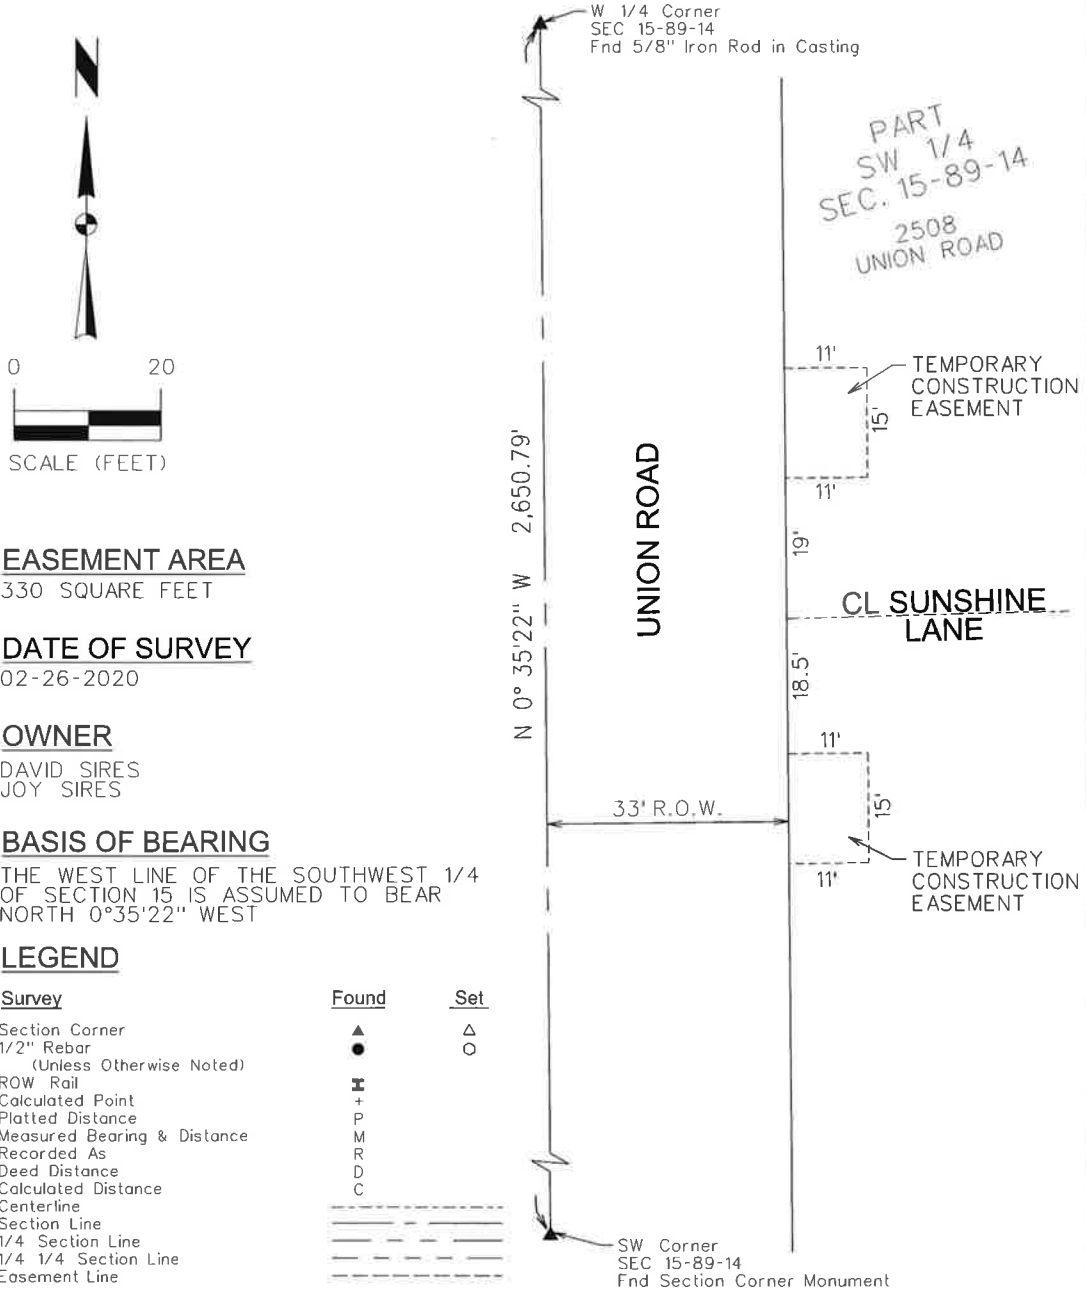 W 1/4 Corner
SEC 15-89-14
Fnd 5/8" Iron Rod in Casting
N
PART
SW 1/4
SEC. 15-89-14
2508
UNION ROAD
0 20
SCALE (FEET)
11'
TEMPORARY
CONSTRUCTION
EASEMENT
15'
11'
N 0° 35'22" W 2,650.79'
UNION ROAD
19'
CL SUNSHINE
LANE
18.5'
11'
15'
33' R.O.W.
11'
TEMPORARY
CONSTRUCTION
EASEMENT
EASEMENT AREA
330 SQUARE FEET
DATE OF SURVEY
02-26-2020
OWNER
DAVID SIRES
JOY SIRES
BASIS OF BEARING
THE WEST LINE OF THE SOUTHWEST 1/4
OF SECTION 15 IS ASSUMED TO BEAR
NORTH 0°35'22" WEST
LEGEND
Survey Found Set
Section Corner
1/2" Rebar
(Unless Otherwise Noted)
ROW Rail
Calculated Point +
Platted Distance P
Measured Bearing & Distance M
Recorded As R
Deed Distance D
Calculated Distance C
Centerline
Section Line
1/4 Section Line
1/4 1/4 Section Line
Easement Line
SW Corner
SEC 15-89-14
Fnd Section Corner Monument